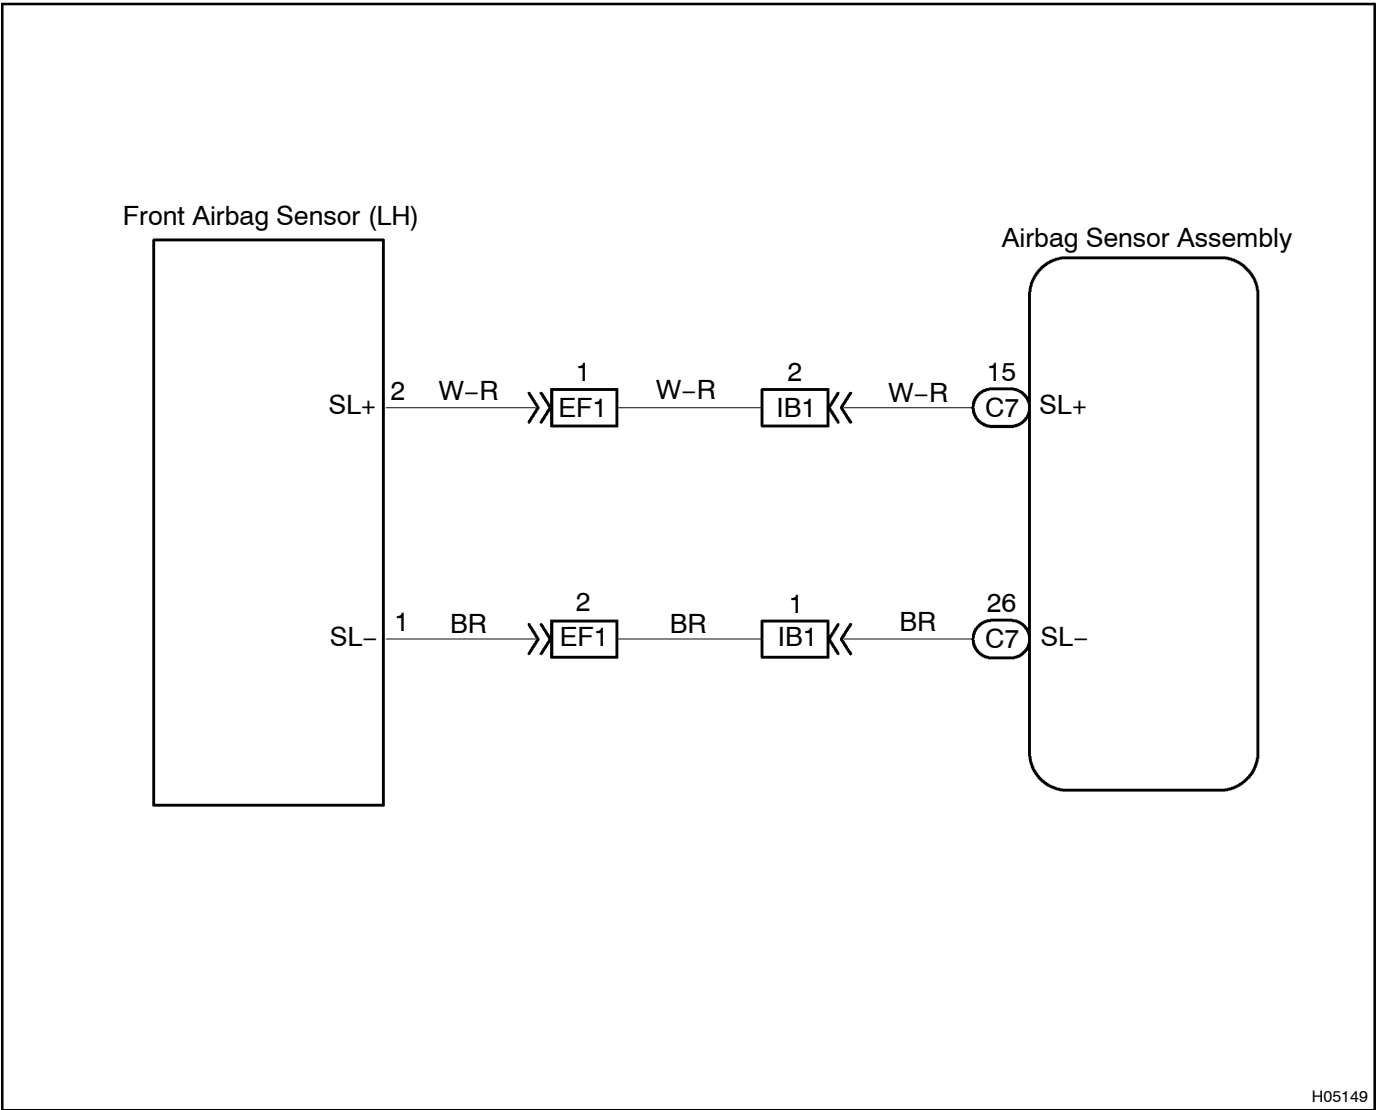 Front Airbag Sensor (LH)
Airbag Sensor Assembly
SL+ 2 W−R 1 EF1 W−R 2 IB1 W−R 15 C7 SL+
SL− 1 BR 2 EF1 BR 1 IB1 BR 26 C7 SL−
H05149